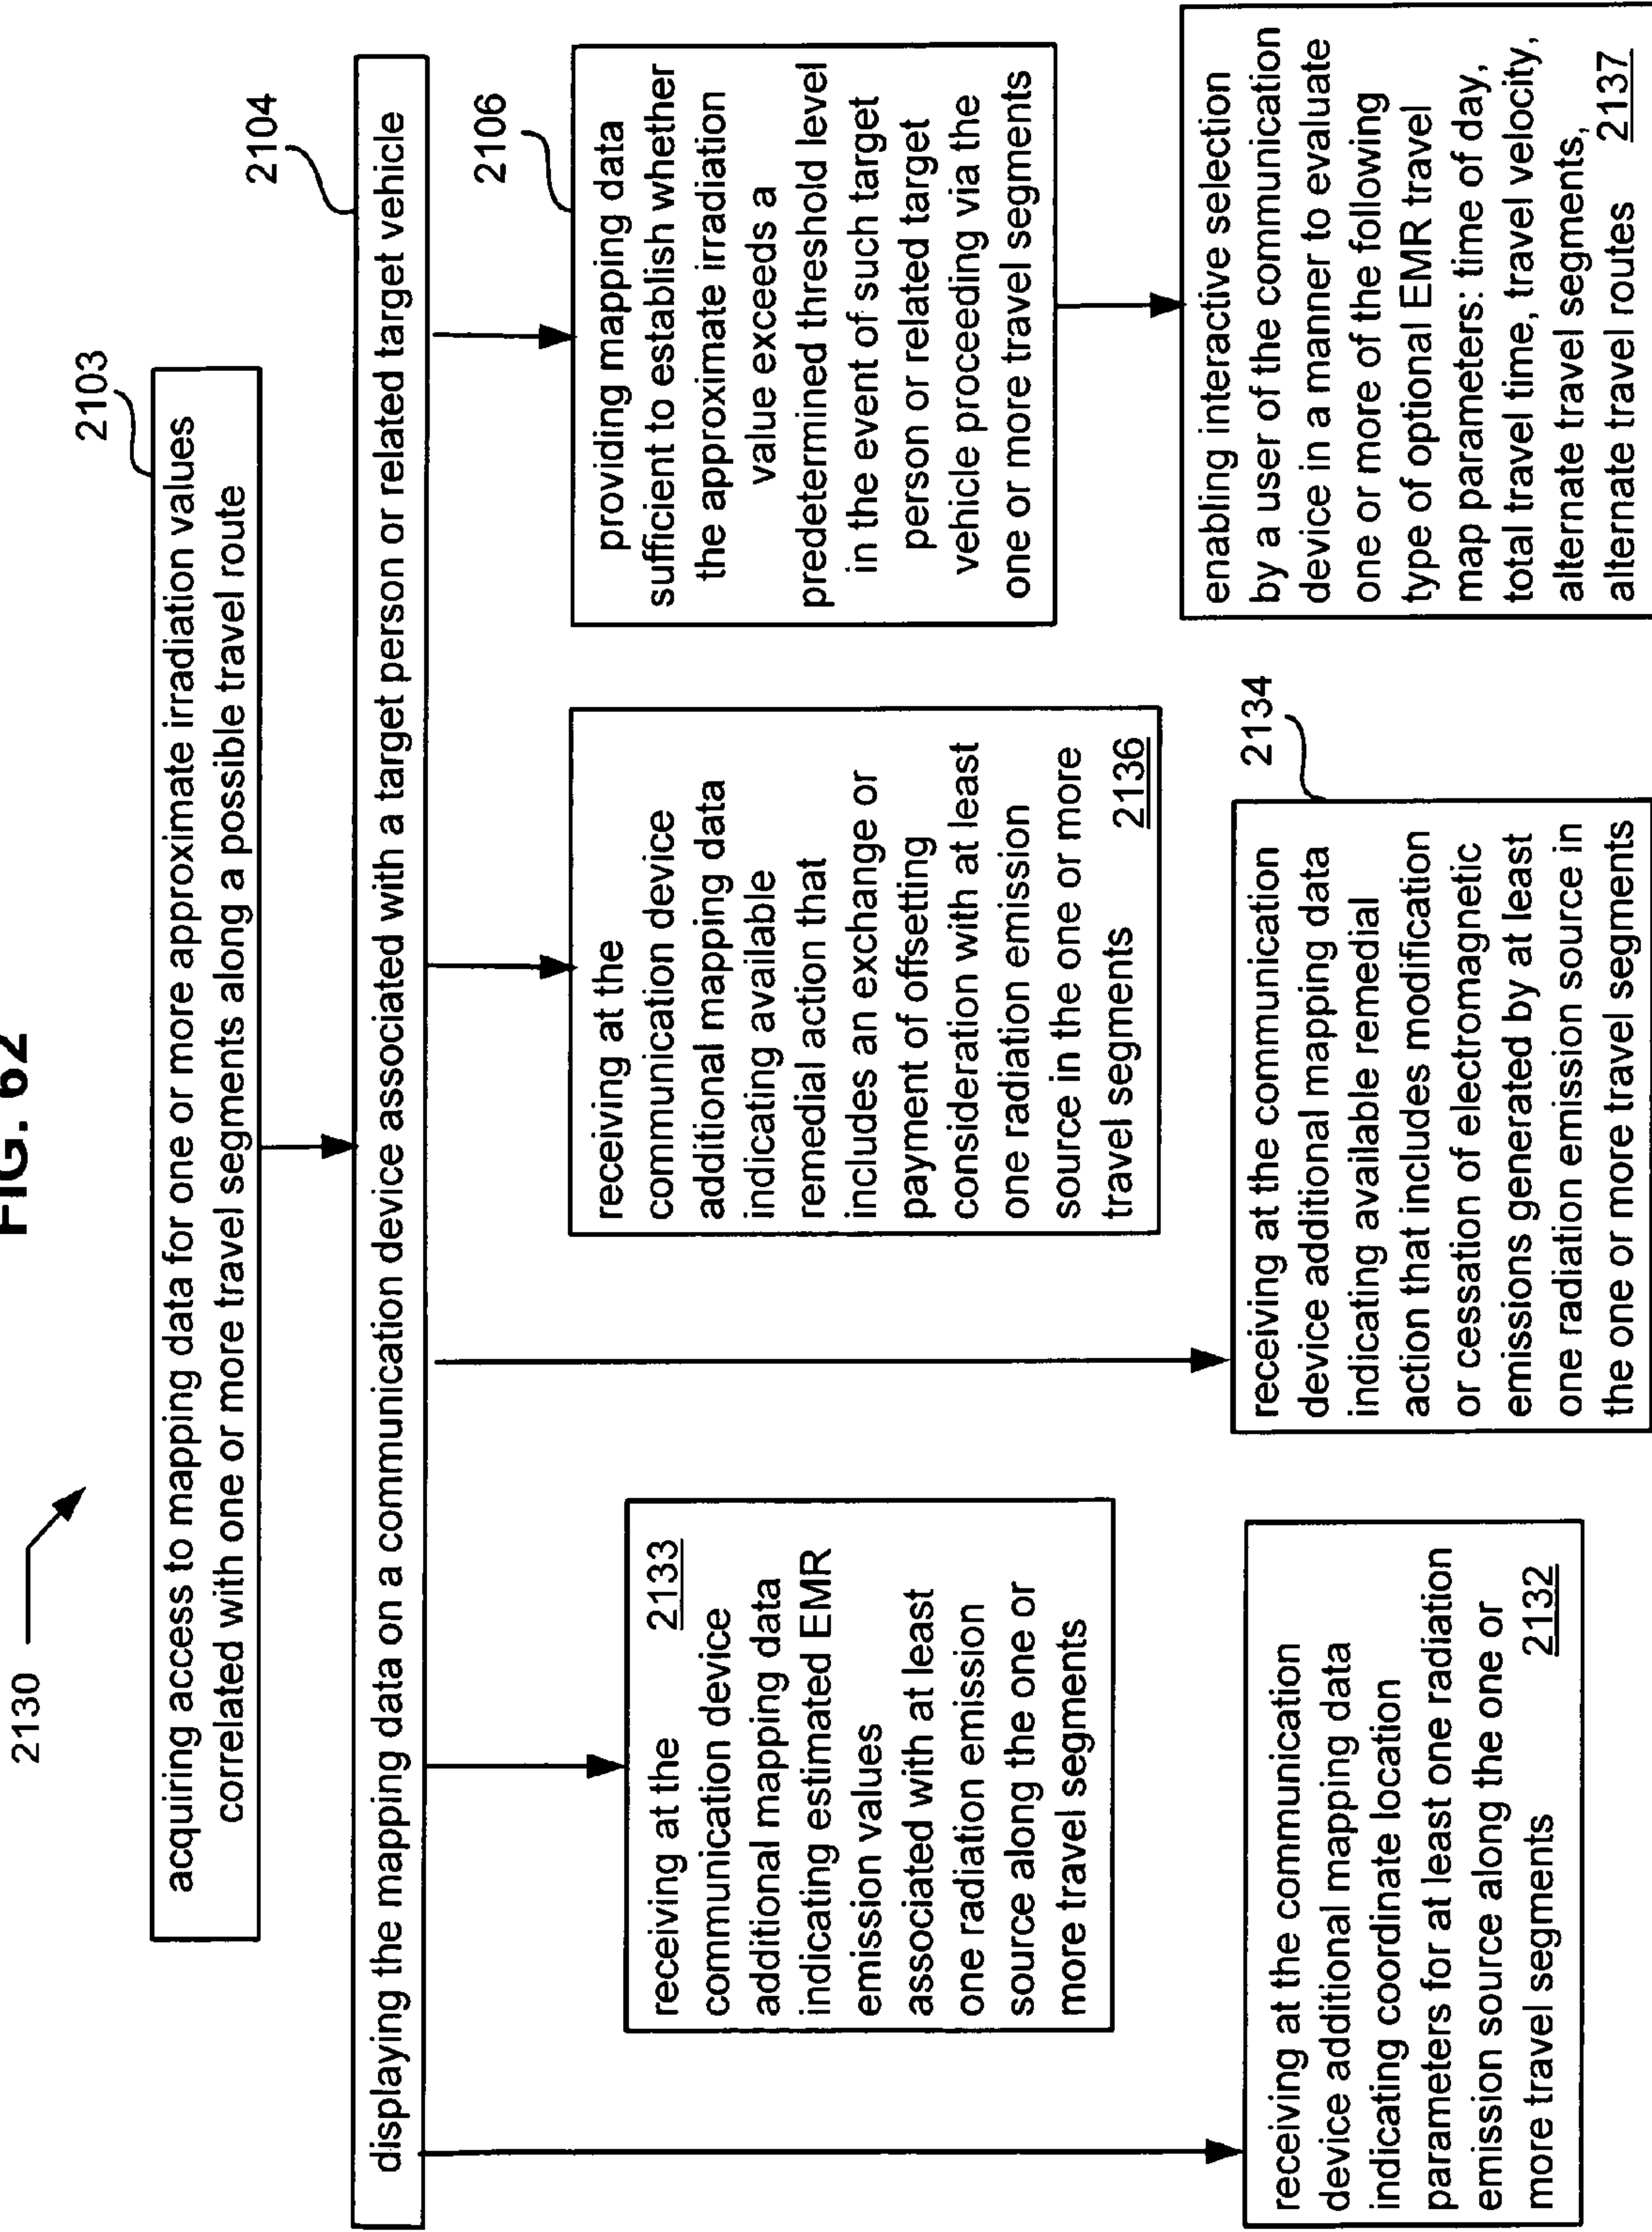 FIG. 62
2130
2103
acquiring access to mapping data for one or more approximate irradiation values
correlated with one or more travel segments along a possible travel route
2104
displaying the mapping data on a communication device associated with a target person or related target vehicle
2106
2133
receiving at the
communication device
additional mapping data
indicating estimated EMR
emission values
associated with at least
one radiation emission
source along the one or
more travel segments
receiving at the
communication device
additional mapping data
indicating available
remedial action that
includes an exchange or
payment of offsetting
consideration with at least
one radiation emission
source in the one or more
travel segments 2136
providing mapping data
sufficient to establish whether
the approximate irradiation
value exceeds a
predetermined threshold level
in the event of such target
person or related target
vehicle proceeding via the
one or more travel segments
receiving at the communication
device additional mapping data
indicating coordinate location
parameters for at least one radiation
emission source along the one or
more travel segments 2132
2134
receiving at the communication
device additional mapping data
indicating available remedial
action that includes modification
or cessation of electromagnetic
emissions generated by at least
one radiation emission source in
the one or more travel segments
enabling interactive selection
by a user of the communication
device in a manner to evaluate
one or more of the following
type of optional EMR travel
map parameters: time of day,
total travel time, travel velocity,
alternate travel segments,
alternate travel routes 2137